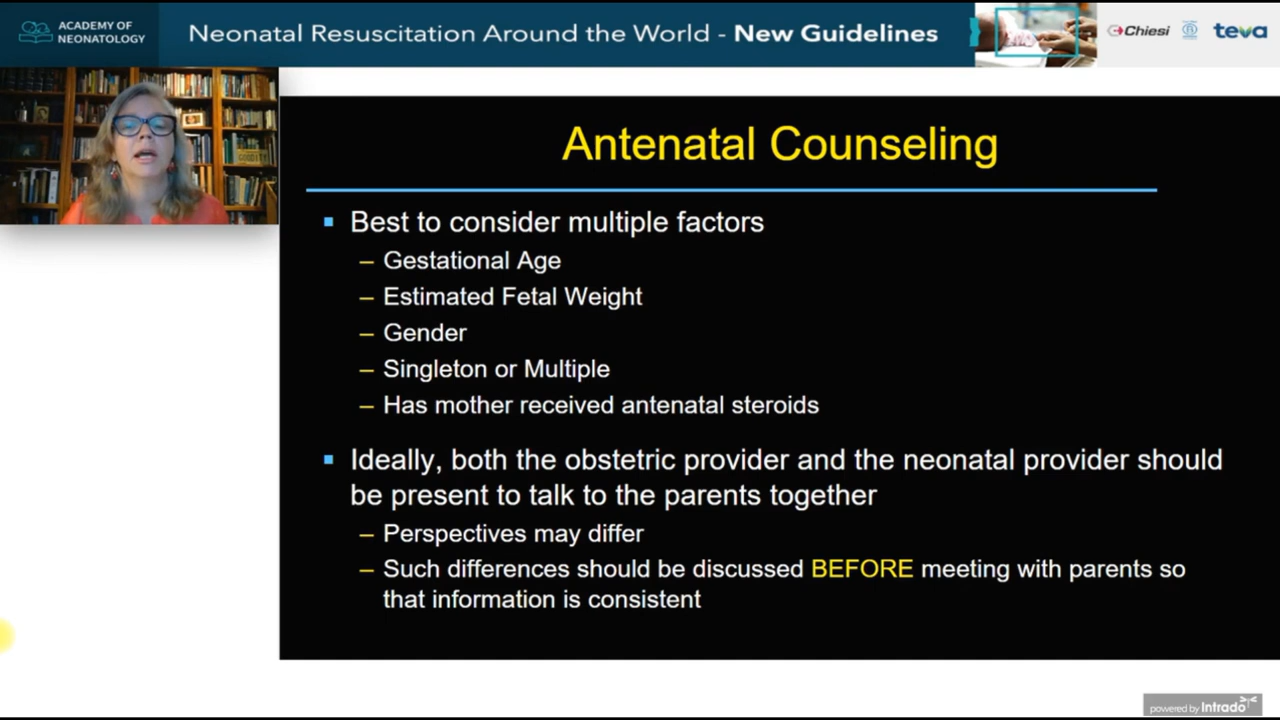 ACADEMY OF
NEONATOLOGY
Neonatal Resuscitation Around the World - New Guidelines
Chiesi
teva
Antenatal Counseling
▪ Best to consider multiple factors
– Gestational Age
– Estimated Fetal Weight
– Gender
– Singleton or Multiple
– Has mother received antenatal steroids
▪ Ideally, both the obstetric provider and the neonatal provider should
be present to talk to the parents together
– Perspectives may differ
– Such differences should be discussed BEFORE meeting with parents so
that information is consistent
powered by Intrado